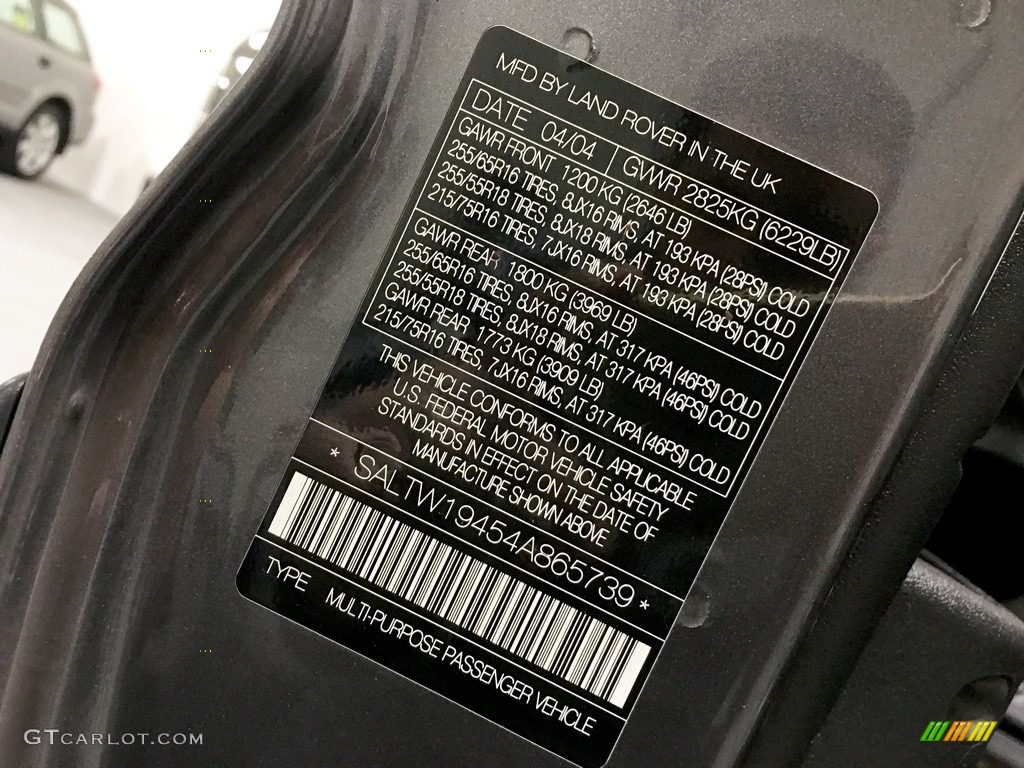 MFD BY LAND ROVER IN THE UK
DATE 04/04 GWWR 2825KG (6229LB)
GAWR FRONT 1200 KG (2646 LB)
255/65R16 TIRES, 8JX16 RIMS, AT 193 KPA (28PSI) COLD
255/55R18 TIRES, 8JX18 RIMS, AT 193 KPA (28PSI) COLD
215/75R16 TIRES, 7JX16 RIMS, AT 193 KPA (28PSI) COLD
GAWR REAR 1800 KG (3969 LB)
255/65R16 TIRES, 8JX16 RIMS, AT 317 KPA (46PSI) COLD
255/55R18 TIRES, 8JX18 RIMS, AT 317 KPA (46PSI) COLD
GAWR REAR 1773 KG (3909 LB)
215/75R16 TIRES, 7JX16 RIMS, AT 317 KPA (46PSI) COLD
THIS VEHICLE CONFORMS TO ALL APPLICABLE
U.S. FEDERAL MOTOR VEHICLE SAFETY
STANDARDS IN EFFECT ON THE DATE OF
MANUFACTURE SHOWN ABOVE
* SALTW19454A865739 *
TYPE MULTI-PURPOSE PASSENGER VEHICLE
GTCARLOT.COM